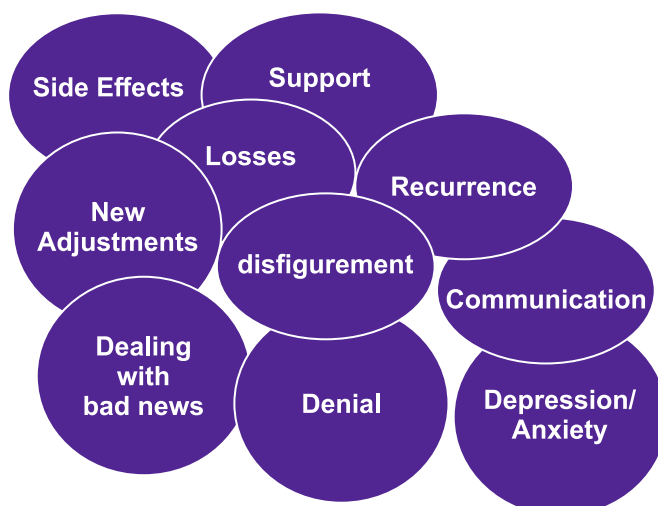 Side Effects
Support
Losses
Recurrence
New
Adjustments
disfigurement
Communication
Dealing
with
bad news
Denial
Depression/
Anxiety